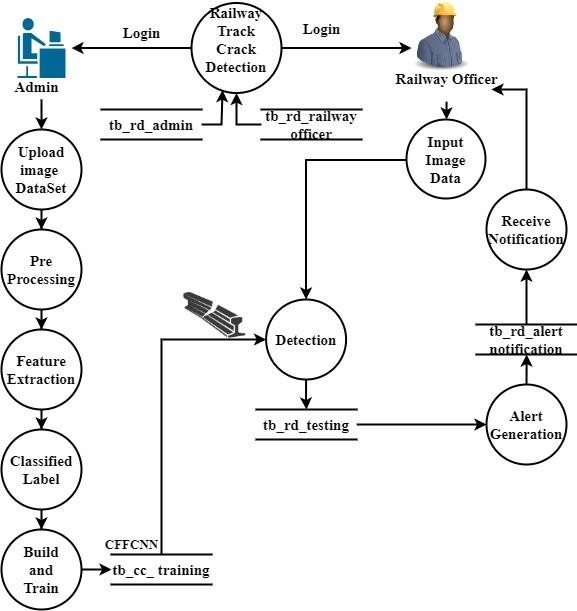 Railway
Track
Crack
Detection
Login
Login
Admin
Railway Officer
tb_rd_admin
tb_rd_railway
officer
Upload
image
DataSet
Input
Image
Data
Pre
Processing
Receive
Notification
Detection
tb_rd_alert
notification
Feature
Extraction
tb_rd_testing
Alert
Generation
Classified
Label
CFFCNN
Build
and
Train
tb_cc_ training